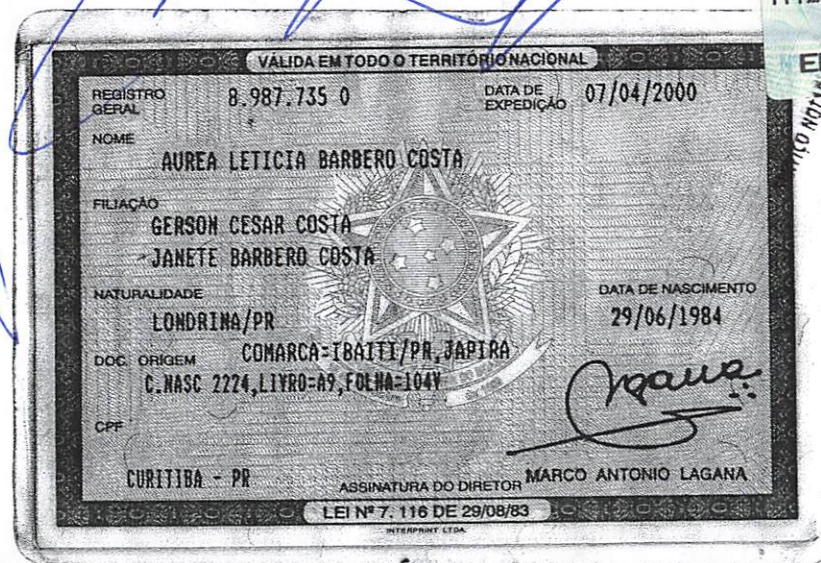 VÁLIDA EM TODO O TERRITÓRIO NACIONAL
REGISTRO GERAL 8.987.735 0 DATA DE EXPEDIÇÃO 07/04/2000
NOME
AUREA LETICIA BARBERO COSTA
FILIAÇÃO
GERSON CESAR COSTA
JANETE BARBERO COSTA
NATURALIDADE DATA DE NASCIMENTO
LONDRINA/PR 29/06/1984
DOC. ORIGEM COMARCA=IBAITI/PR,JAPIRA
C.NASC 2224,LIVRO=A9,FOLHA=104V
CPF
CURITIBA - PR ASSINATURA DO DIRETOR MARCO ANTONIO LAGANA
LEI Nº 7.116 DE 29/08/83
INTERPRINT LTDA.